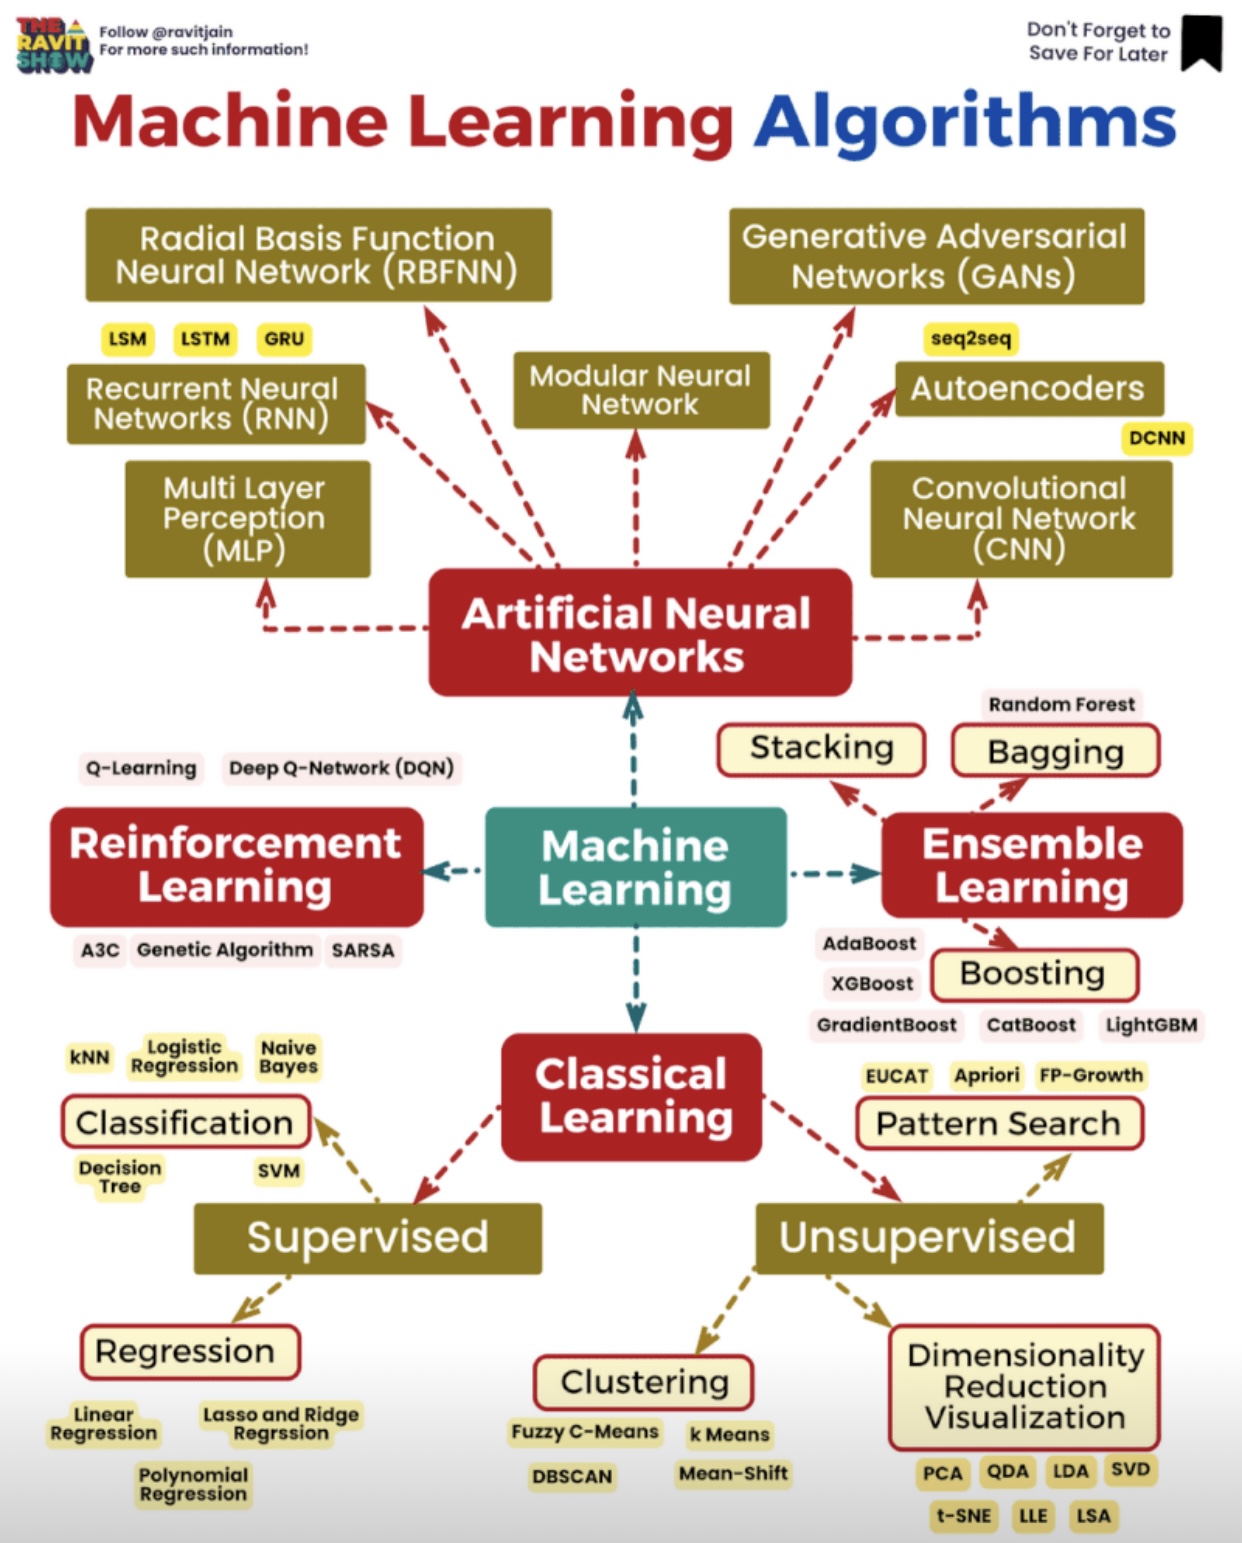 THE
RAVIT
SHOW
Follow @ravitjain
For more such information!
Don't Forget to
Save For Later
Machine Learning Algorithms
Radial Basis Function
Neural Network (RBFNN)
Generative Adversarial
Networks (GANs)
LSM
LSTM
GRU
seq2seq
Recurrent Neural
Networks (RNN)
Modular Neural
Network
Autoencoders
DCNN
Multi Layer
Perception
(MLP)
Convolutional
Neural Network
(CNN)
Artificial Neural
Networks
Random Forest
Stacking
Bagging
Q-Learning
Deep Q-Network (DQN)
Reinforcement
Learning
Machine
Learning
Ensemble
Learning
A3C
Genetic Algorithm
SARSA
AdaBoost
XGBoost
Boosting
GradientBoost
CatBoost
LightGBM
kNN
Logistic
Regression
Naive
Bayes
Classical
Learning
EUCAT
Apriori
FP-Growth
Classification
Pattern Search
Decision
Tree
SVM
Supervised
Unsupervised
Regression
Clustering
Dimensionality
Reduction
Visualization
Linear
Regression
Lasso and Ridge
Regrssion
Polynomial
Regression
Fuzzy C-Means
k Means
DBSCAN
Mean-Shift
PCA
QDA
LDA
SVD
t-SNE
LLE
LSA